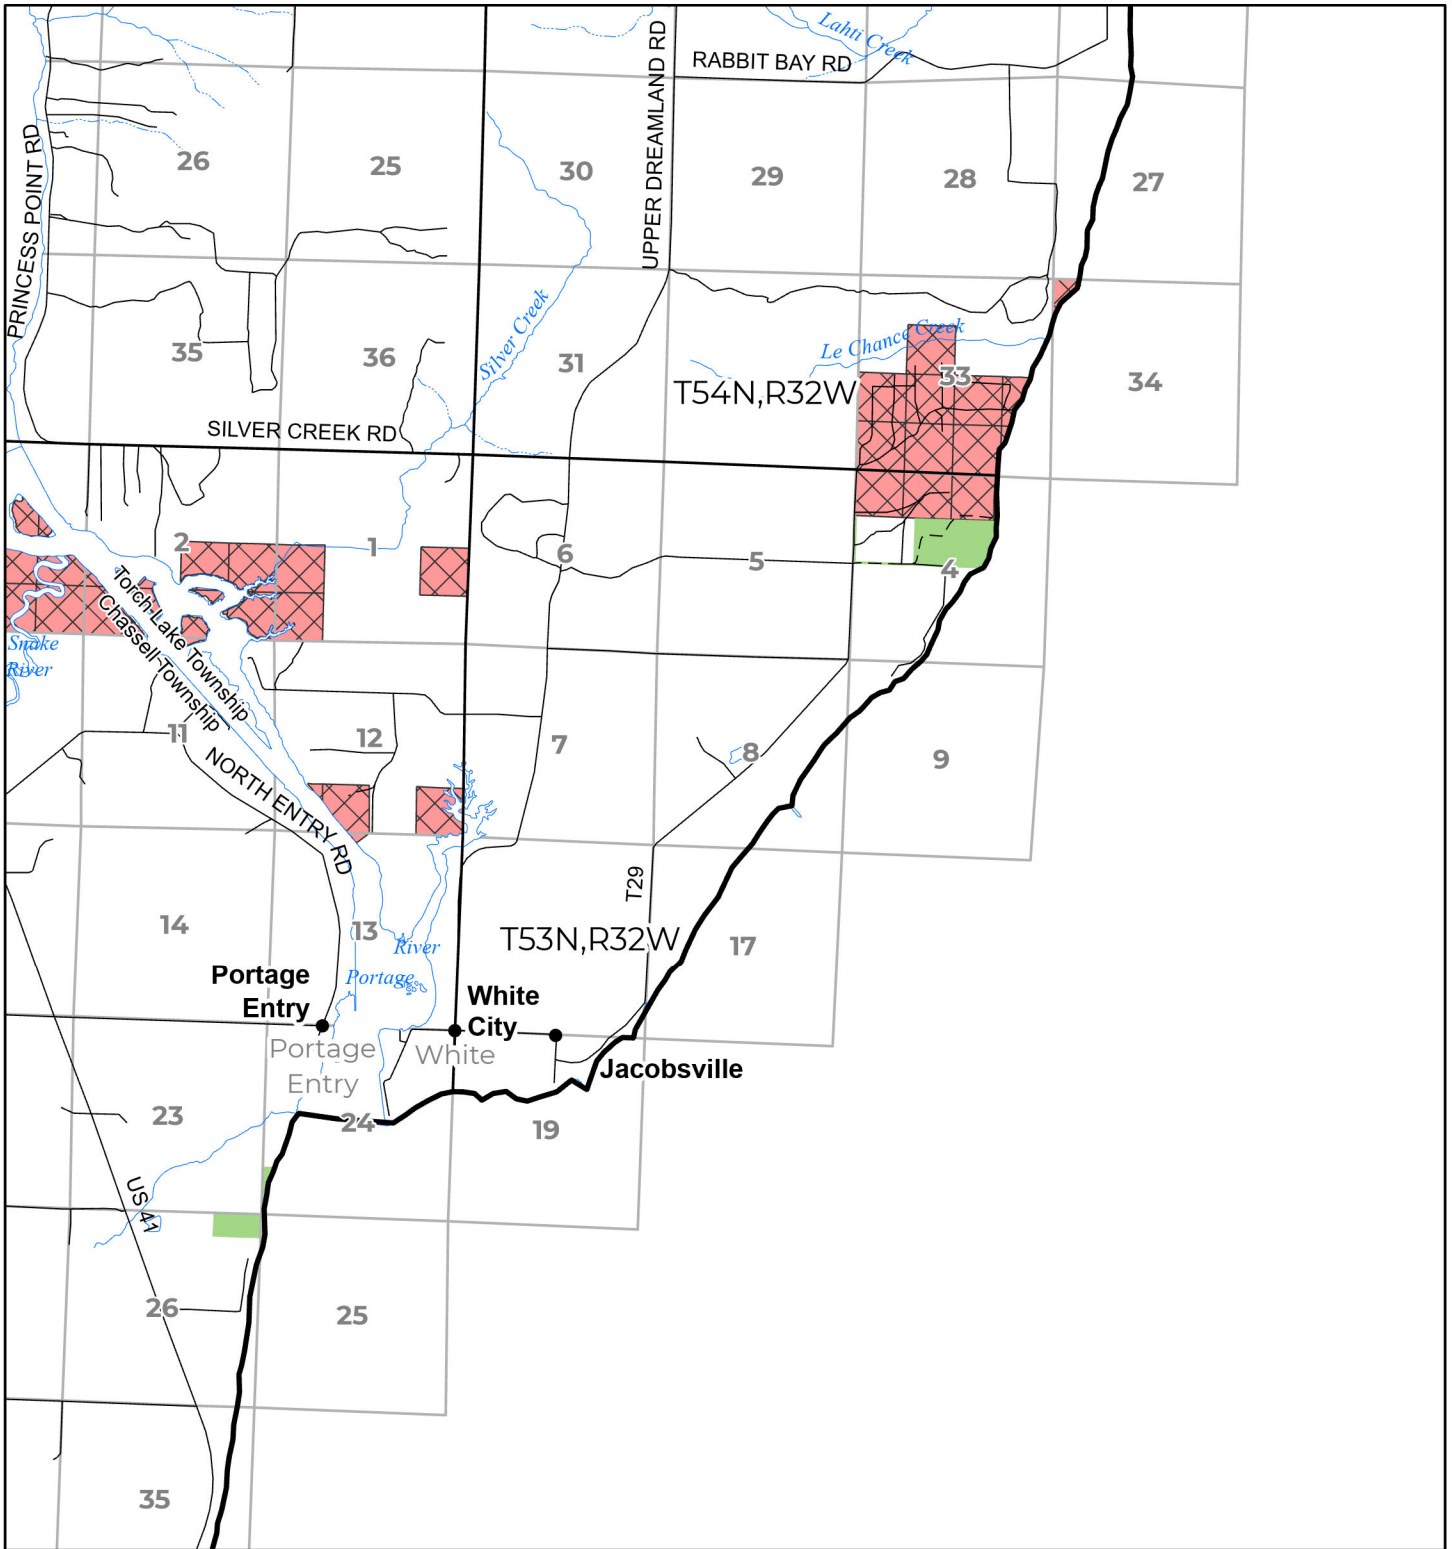 Lahti Creek
RABBIT BAY RD
UPPER DREAMLAND RD
PRINCESS POINT RD
26
25
30
29
28
27
Silver Creek
35
36
31
Le Chance Creek
33
34
T54N,R32W
SILVER CREEK RD
2
1
6
5
4
Torch Lake Township
Chassell Township
Snake
River
11
12
7
8
9
NORTH ENTRY RD
T29
14
13
River
Portage
T53N,R32W
17
Portage
Entry
White
City
Portage
Entry
White
Jacobsville
23
24
19
US 41
26
25
35